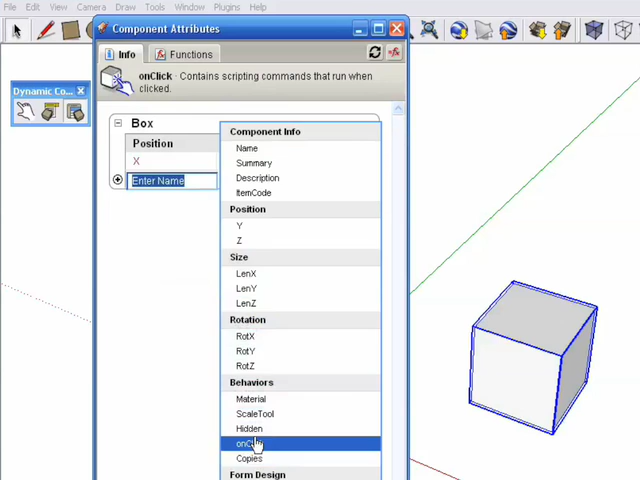 File Edit View Camera Draw Tools Window Plugins Help
Component Attributes
Info Functions
onClick · Contains scripting commands that run when
clicked.
Dynamic Co...
Box
Position
X
Enter Name
Component Info
Name
Summary
Description
ItemCode
Position
Y
Z
Size
LenX
LenY
LenZ
Rotation
RotX
RotY
RotZ
Behaviors
Material
ScaleTool
Hidden
Copies
Form Design